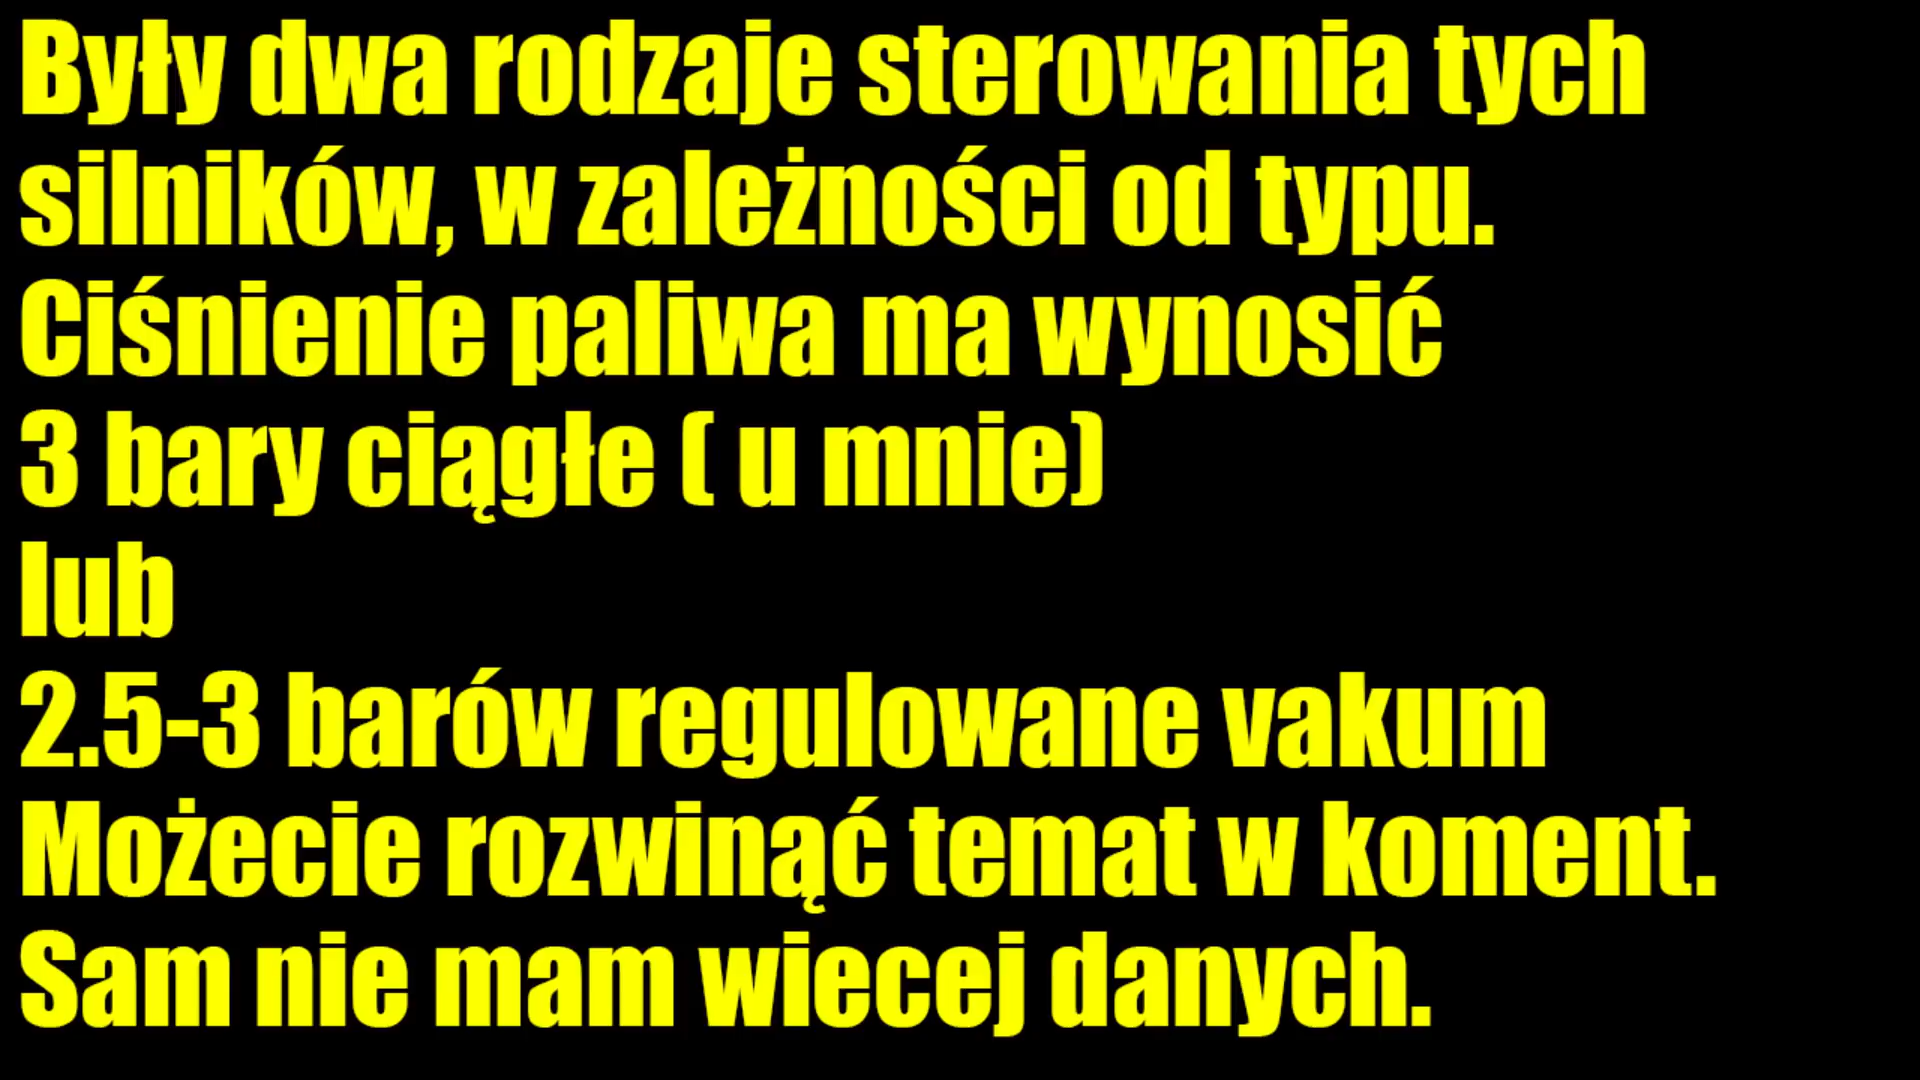 Były dwa rodzaje sterowania tych
silników, w zależności od typu.
Ciśnienie paliwa ma wynosić
3 bary ciągłe ( u mnie)
lub
2.5-3 barów regulowane vakum
Możecie rozwinąć temat w koment.
Sam nie mam wiecej danych.